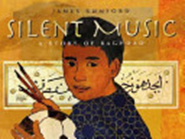 JAMES RUMFORD
SILENT MUSIC
A STORY OF BAGHDAD